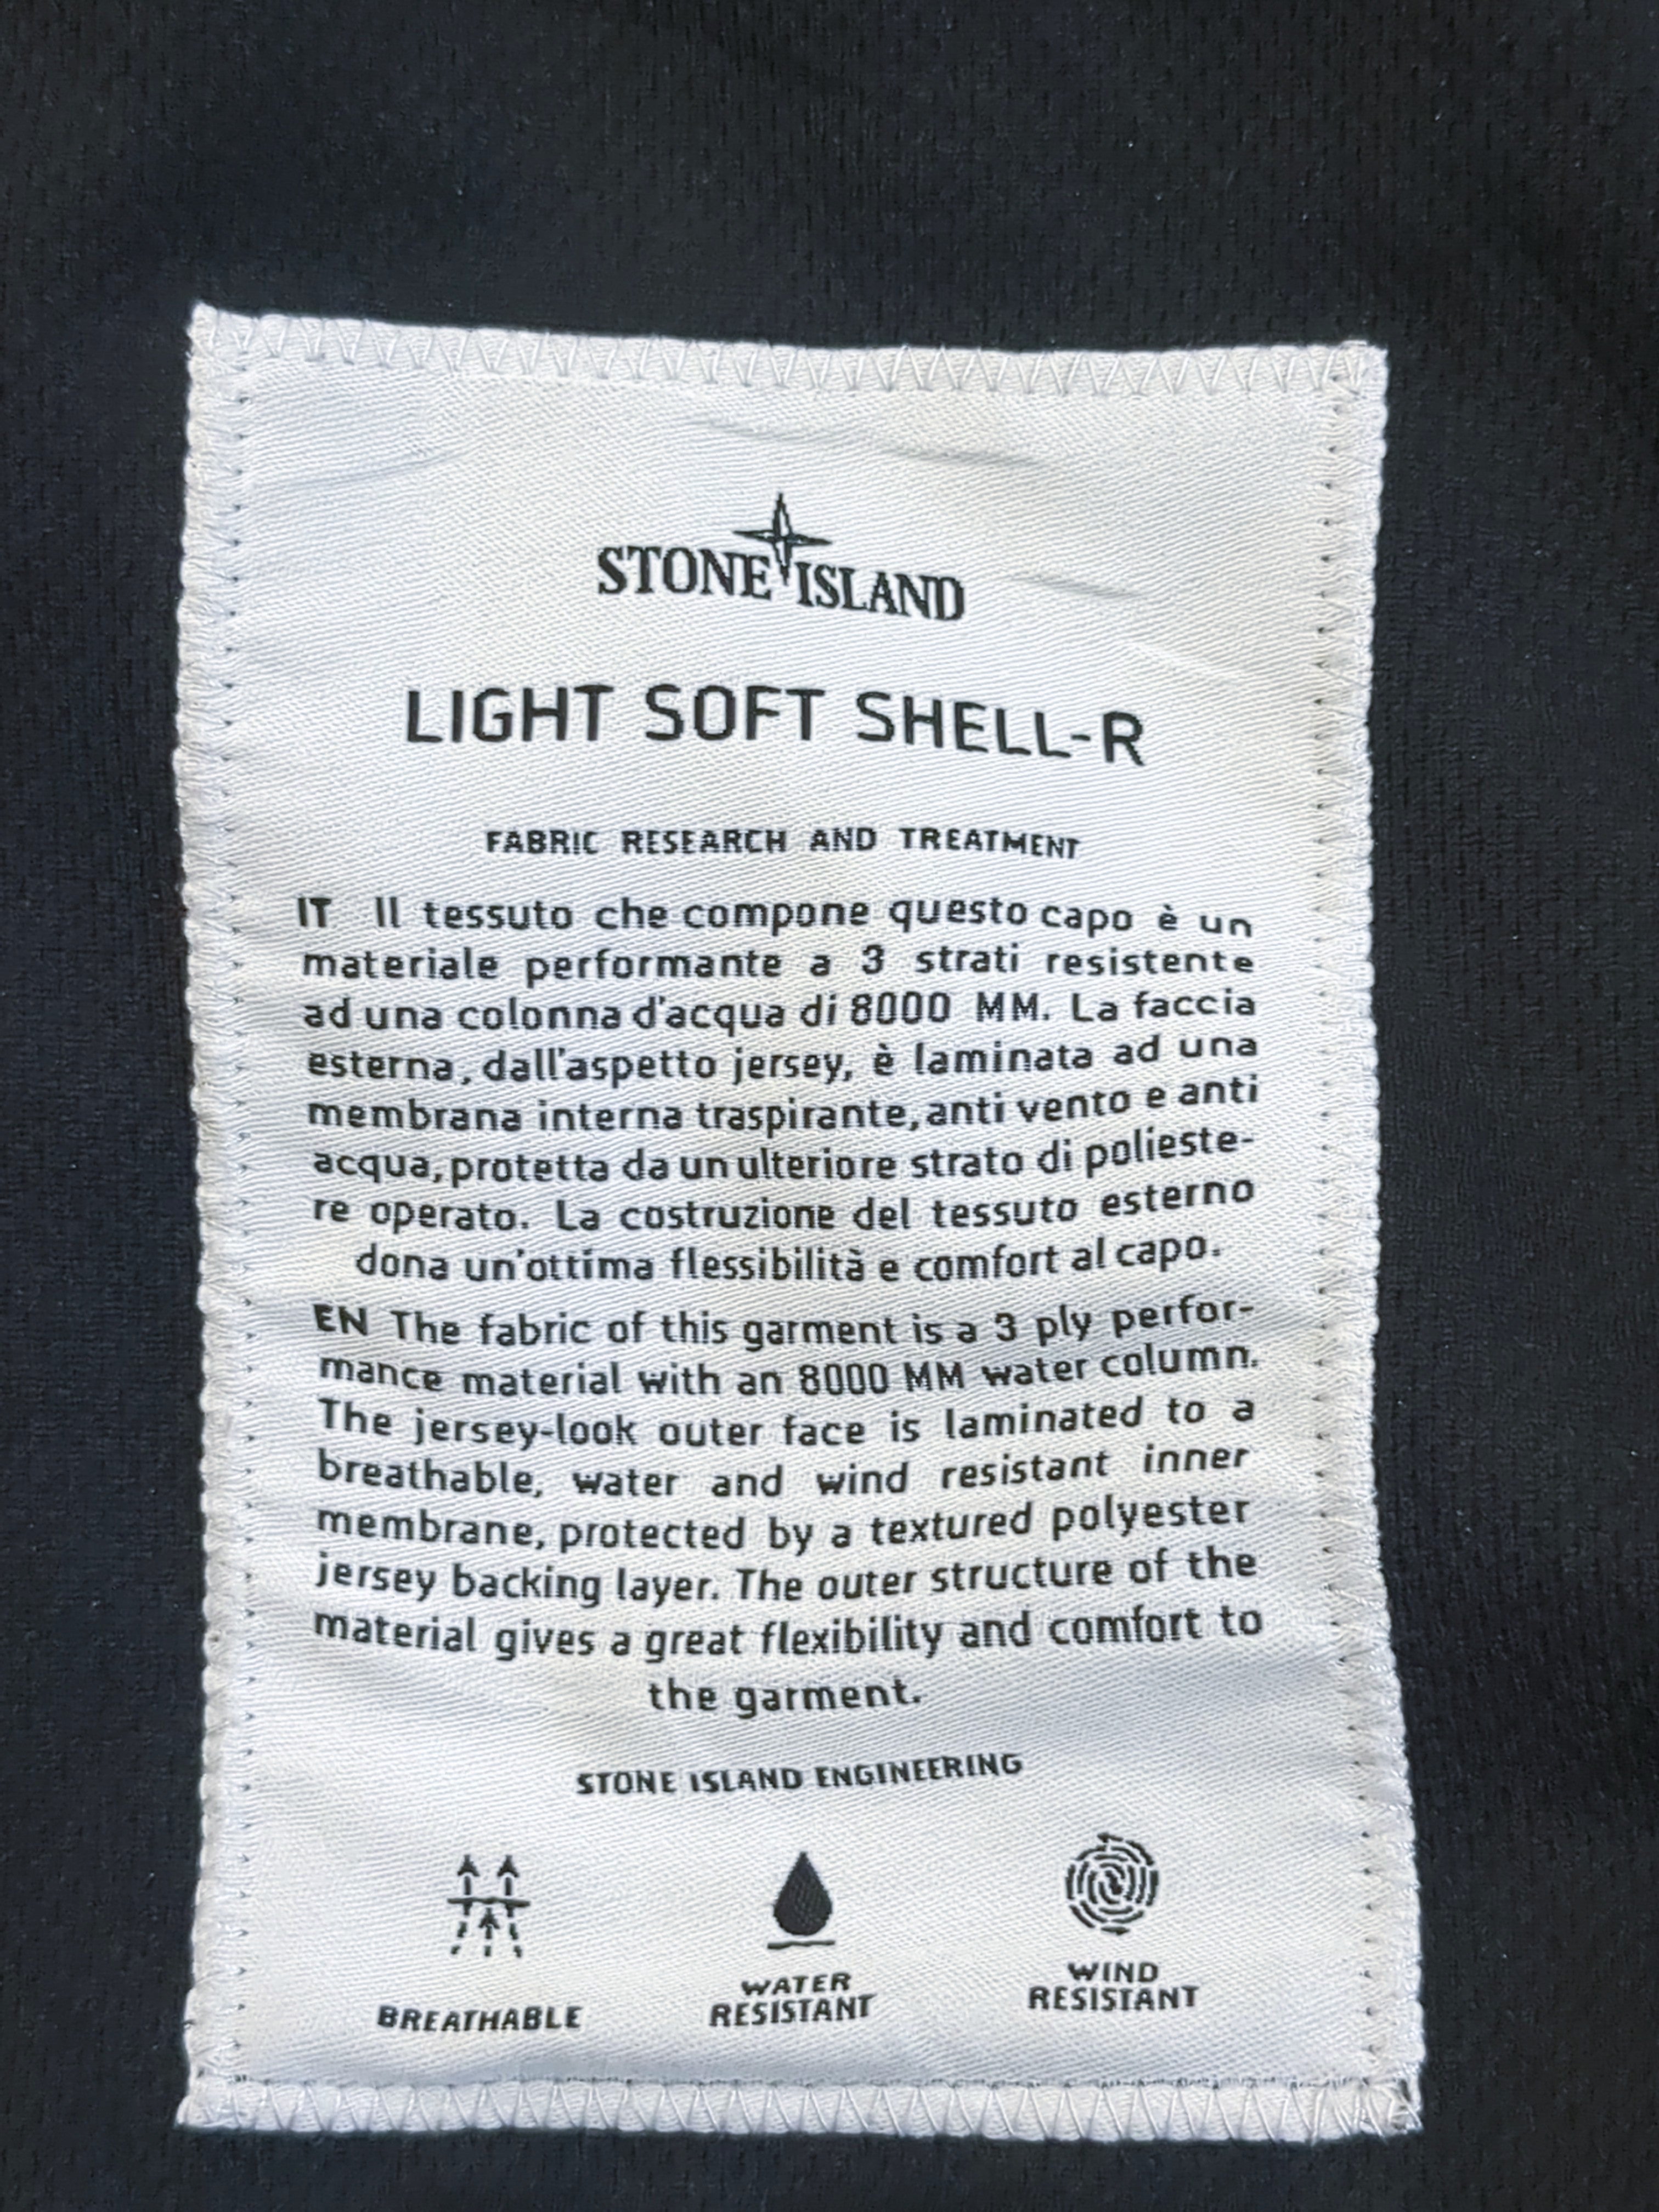 STONE ISLAND
LIGHT SOFT SHELL-R
FABRIC RESEARCH AND TREATMENT
IT Il tessuto che compone questo capo è un
materiale performante a 3 strati resistente
ad una colonna d'acqua di 8000 MM. La faccia
esterna, dall'aspetto jersey, è laminata ad una
membrana interna traspirante, anti vento e anti
acqua, protetta da un ulteriore strato di polieste-
re operato. La costruzione del tessuto esterno
dona un'ottima flessibilità e comfort al capo.
EN The fabric of this garment is a 3 ply perfor-
mance material with an 8000 MM water column.
The jersey-look outer face is laminated to a
breathable, water and wind resistant inner
membrane, protected by a textured polyester
jersey backing layer. The outer structure of the
material gives a great flexibility and comfort to
the garment.
STONE ISLAND ENGINEERING
BREATHABLE
WATER
RESISTANT
WIND
RESISTANT